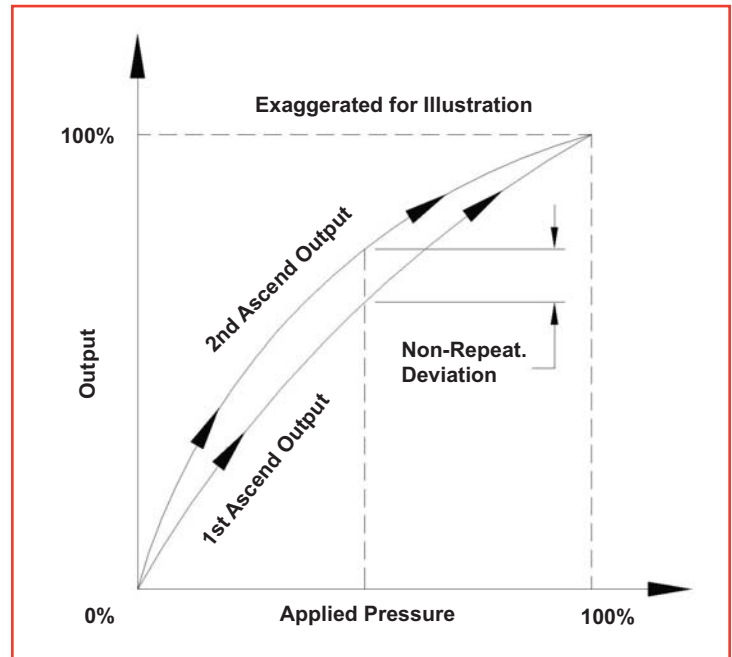 Exaggerated for Illustration
100%
2nd Ascend Output
Output
Non-Repeat.
Deviation
1st Ascend Output
0%
Applied Pressure
100%